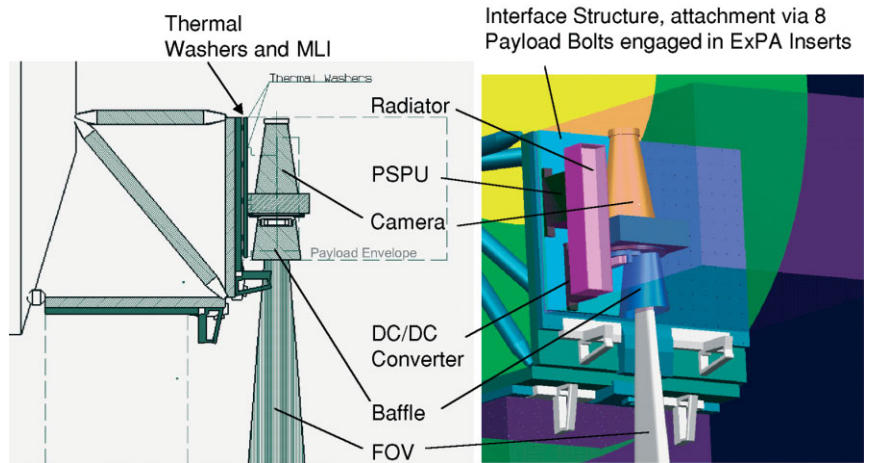 Thermal
Washers and MLI
Interface Structure, attachment via 8
Payload Bolts engaged in ExPA Inserts
Thermal Washers
Radiator
PSPU
Camera
Payload Envelope
DC/DC
Converter
Baffle
FOV